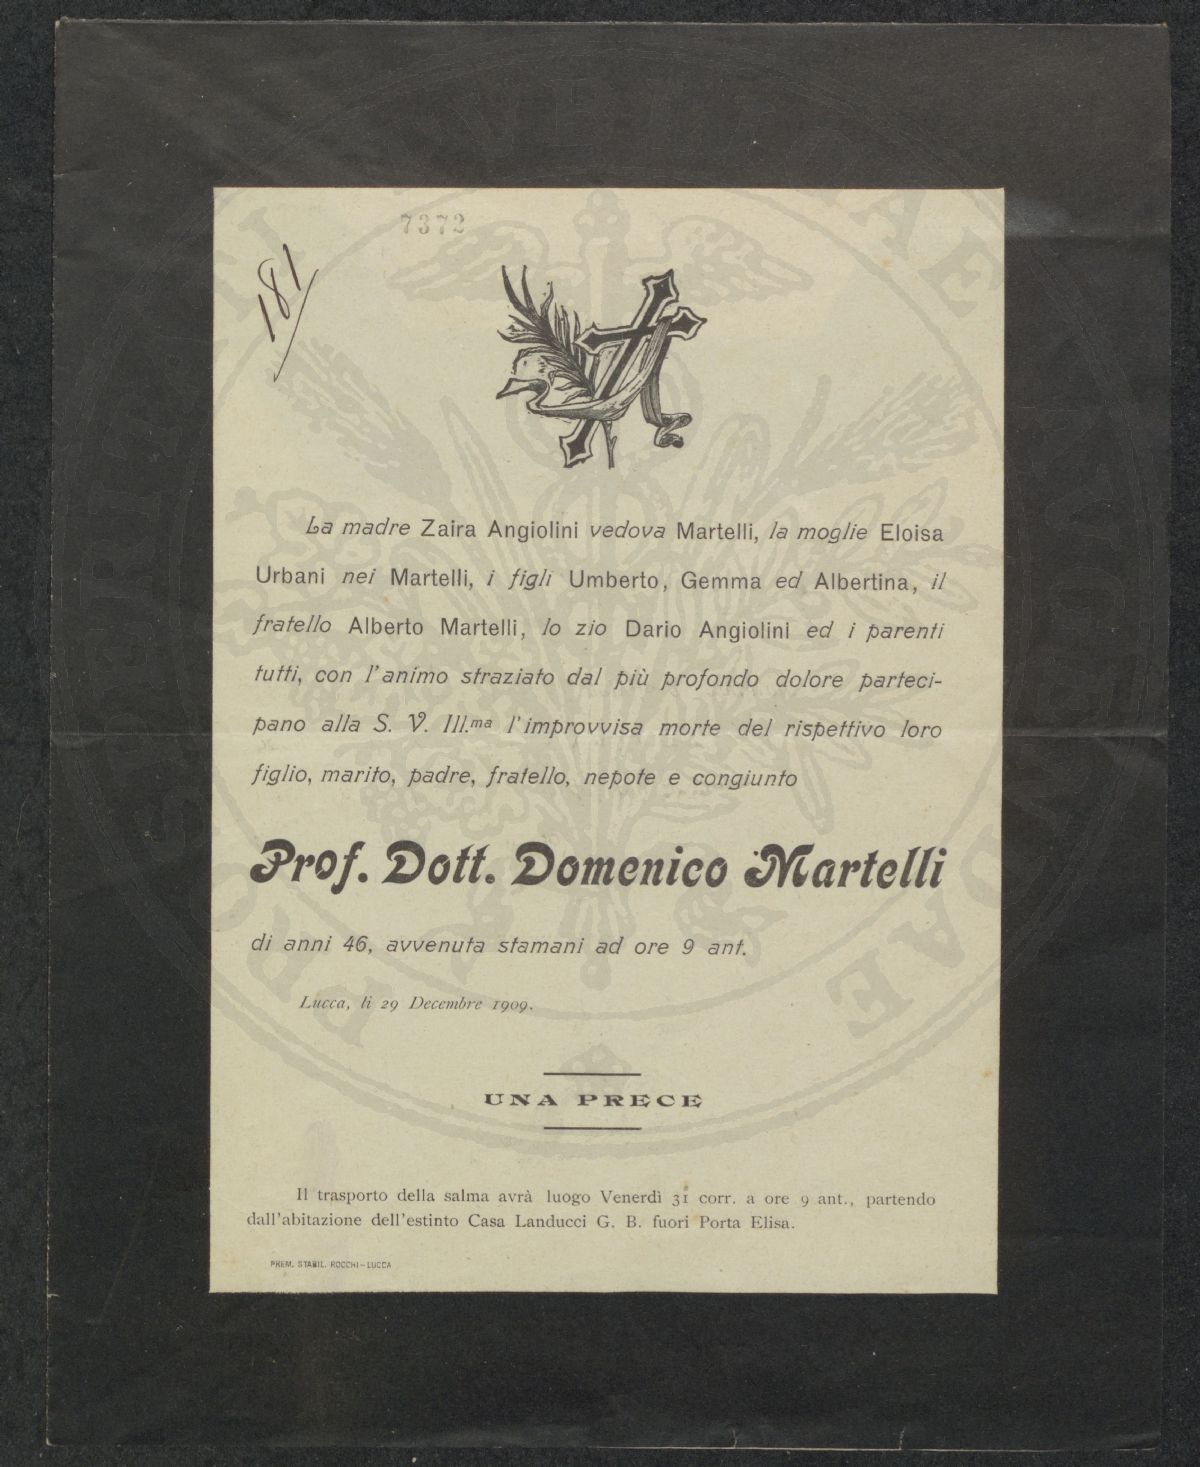 7372
181
La madre Zaira Angiolini vedova Martelli, la moglie Eloisa
Urbani nei Martelli, i figli Umberto, Gemma ed Albertina, il
fratello Alberto Martelli, lo zio Dario Angiolini ed i parenti
tutti, con l'animo straziato dal più profondo dolore parteci-
pano alla S. V. Ill.ma l'improvvisa morte del rispettivo loro
figlio, marito, padre, fratello, nepote e congiunto
Prof. Dott. Domenico Martelli
di anni 46, avvenuta stamani ad ore 9 ant.
Lucca, li 29 Decembre 1909.
UNA PRECE
Il trasporto della salma avrà luogo Venerdì 31 corr. a ore 9 ant., partendo
dall'abitazione dell'estinto Casa Landucci G. B. fuori Porta Elisa.
PREM. STABIL. ROCCHI-LUCCA